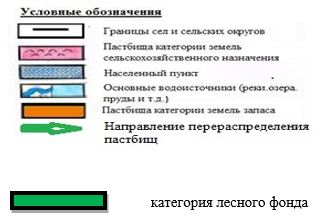 Условные обозначения
Границы сел и сельских округов
Пастбища категории земель
сельскохозяйственного назначения
Населенный пункт
Основные водоисточники (реки.озера.
пруды и т.д.)
Пастбища категории земель запаса
Направление перераспределения
пастбищ
категория лесного фонда